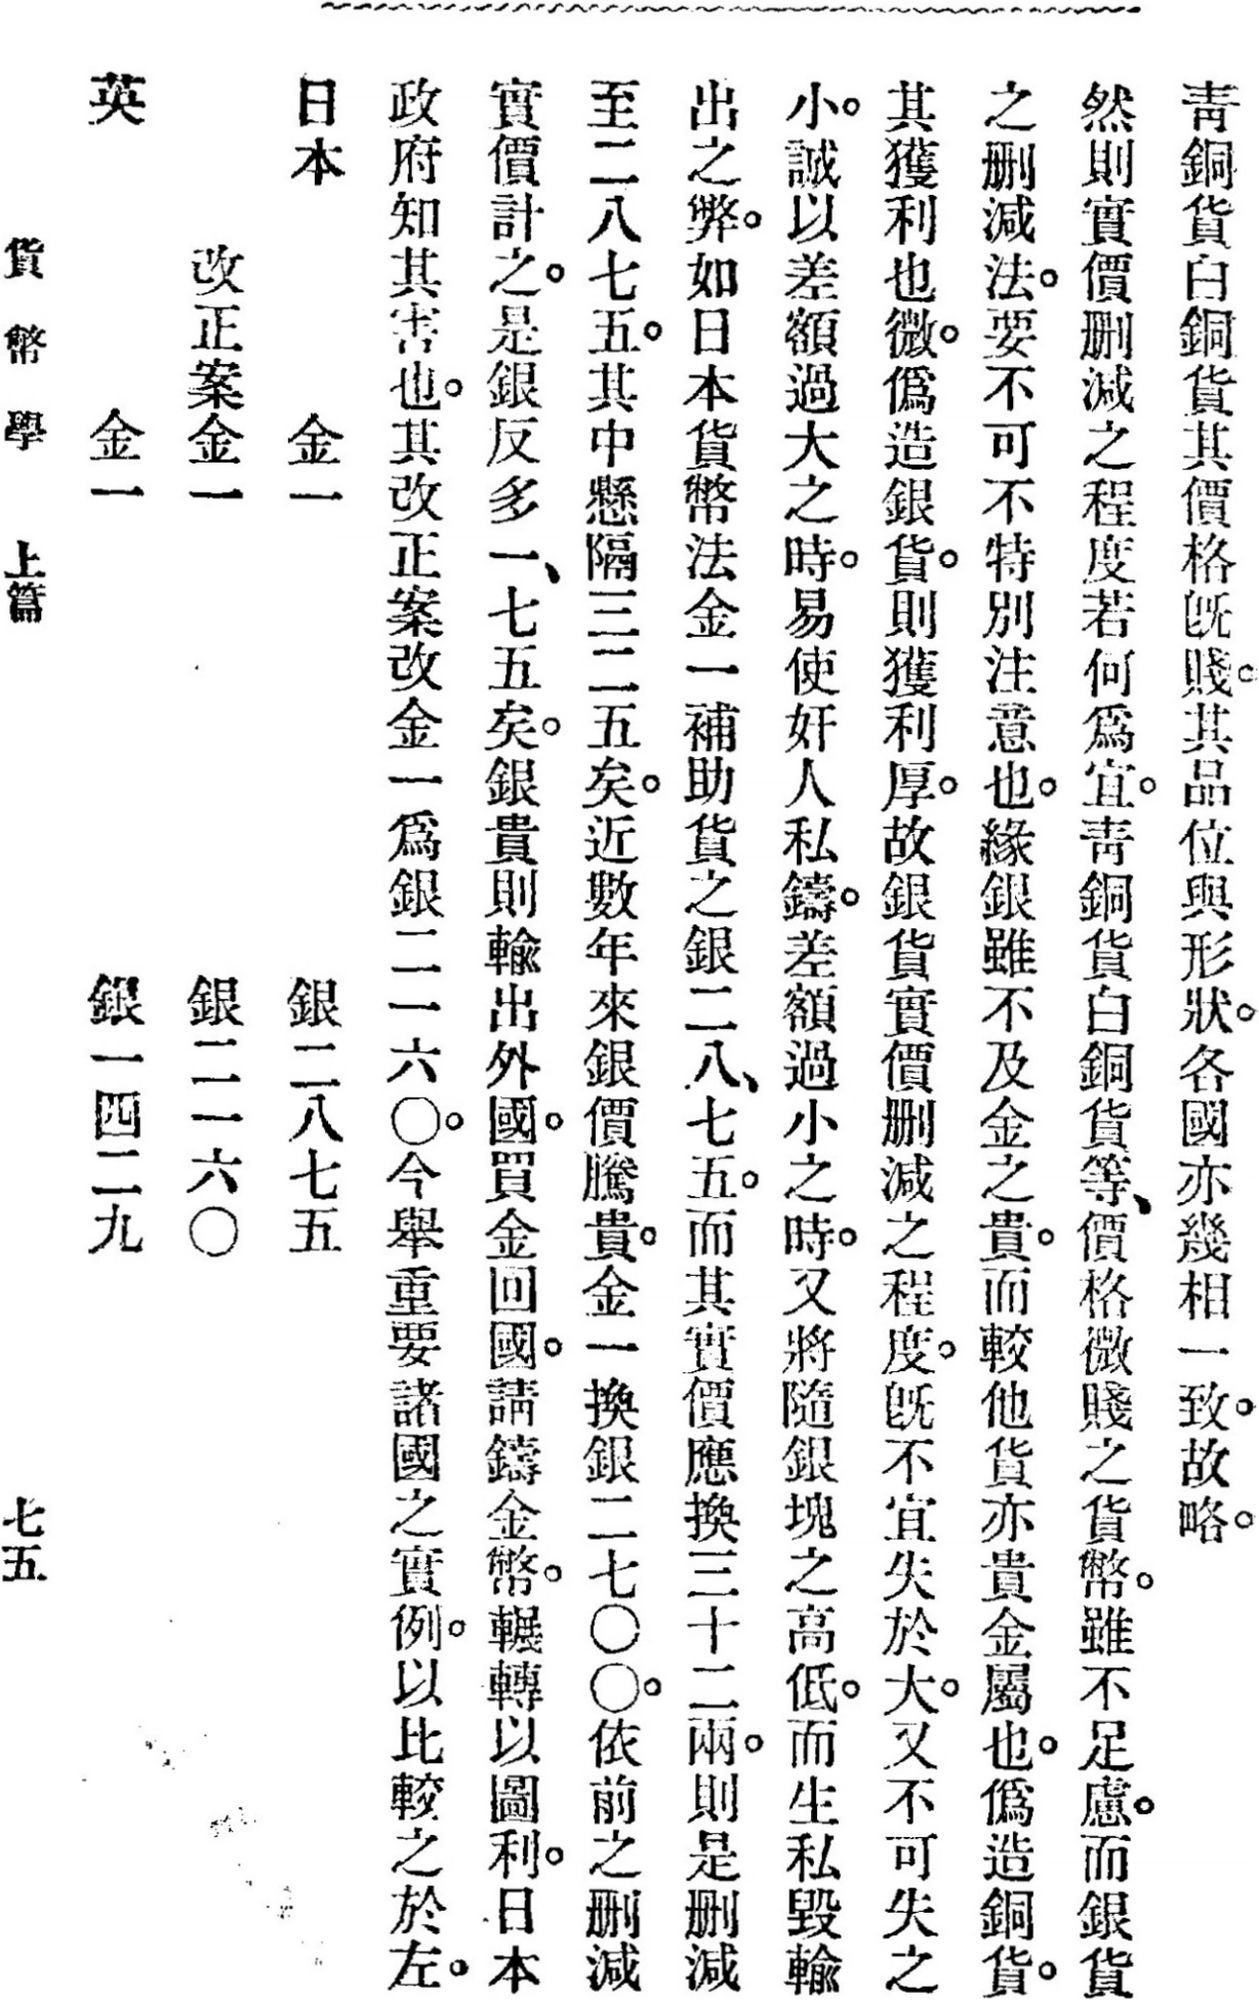 靑銅貨白銅貨其價格旣賤。其品位與形狀。各國亦幾相一致。故略。
然則實價删減之程度若何爲宜。靑銅貨白銅貨等、價格微賤之貨幣。雖不足慮。而銀貨
之删減法。要不可不特別注意也。緣銀雖不及金之貴。而較他貨亦貴金屬也。僞造銅貨。
其獲利也微。僞造銀貨。則獲利厚。故銀貨實價删減之程度。旣不宜失於大。又不可失之
小。誠以差額過大之時。易使奸人私鑄。差額過小之時。又將隨銀塊之高低。而生私毀輸
出之弊。如日本貨幣法金一補助貨之銀二八、七五。而其實價應換三十二兩。則是删減
至二八七五。其中懸隔三二五矣。近數年來銀價騰貴。金一換銀二七〇〇。依前之删減
實價計之。是銀反多一、七五矣。銀貴則輸出外國。買金回國。請鑄金幣。輾轉以圖利。日本
政府知其害也。其改正案改金一爲銀二一六〇。今舉重要諸國之實例。以比較之於左。
日本 金一 銀二八七五
改正案金一 銀二一六〇
英 金一 銀一四二九
貨幣學 上篇 七五